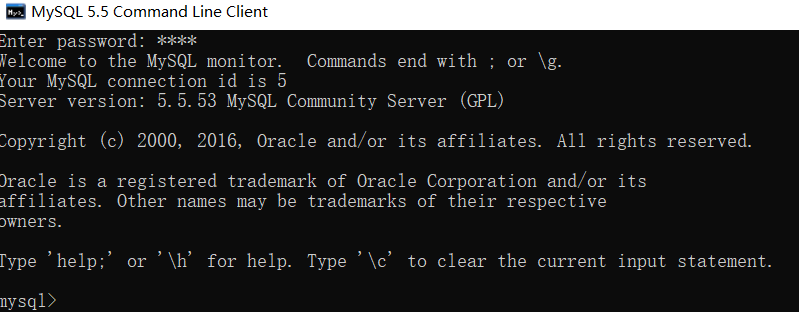 MySQL 5.5 Command Line Client
Enter password: ****
Welcome to the MySQL monitor.  Commands end with ; or \g.
Your MySQL connection id is 5
Server version: 5.5.53 MySQL Community Server (GPL)
Copyright (c) 2000, 2016, Oracle and/or its affiliates. All rights reserved.
Oracle is a registered trademark of Oracle Corporation and/or its
affiliates. Other names may be trademarks of their respective
owners.
Type 'help;' or '\h' for help. Type '\c' to clear the current input statement.
mysql>